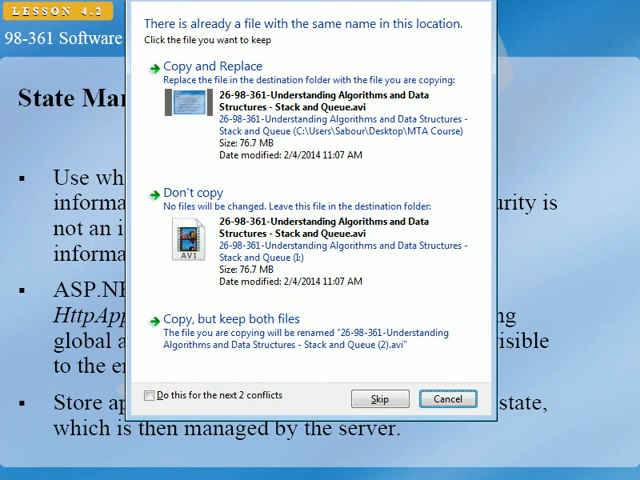 LESSON 4.2
98-361 Software
State Man
Use wh
informa
urity is
not an i
informa
ASP.NE
HttpApp
ng
global a
isible
to the en
Store ap
state,
which is then managed by the server.
There is already a file with the same name in this location.
Click the file you want to keep
Copy and Replace
Replace the file in the destination folder with the file you are copying:
26-98-361-Understanding Algorithms and Data
Structures - Stack and Queue.avi
26-98-361-Understanding Algorithms and Data Structures -
Stack and Queue (C:\Users\Sabour\Desktop\MTA Course)
Size: 76.7 MB
Date modified: 2/4/2014 11:07 AM
Don't copy
No files will be changed. Leave this file in the destination folder:
AVI
26-98-361-Understanding Algorithms and Data
Structures - Stack and Queue.avi
26-98-361-Understanding Algorithms and Data Structures -
Stack and Queue (I:)
Size: 76.7 MB
Date modified: 2/4/2014 11:07 AM
Copy, but keep both files
The file you are copying will be renamed "26-98-361-Understanding
Algorithms and Data Structures - Stack and Queue (2).avi"
Do this for the next 2 conflicts
Skip
Cancel